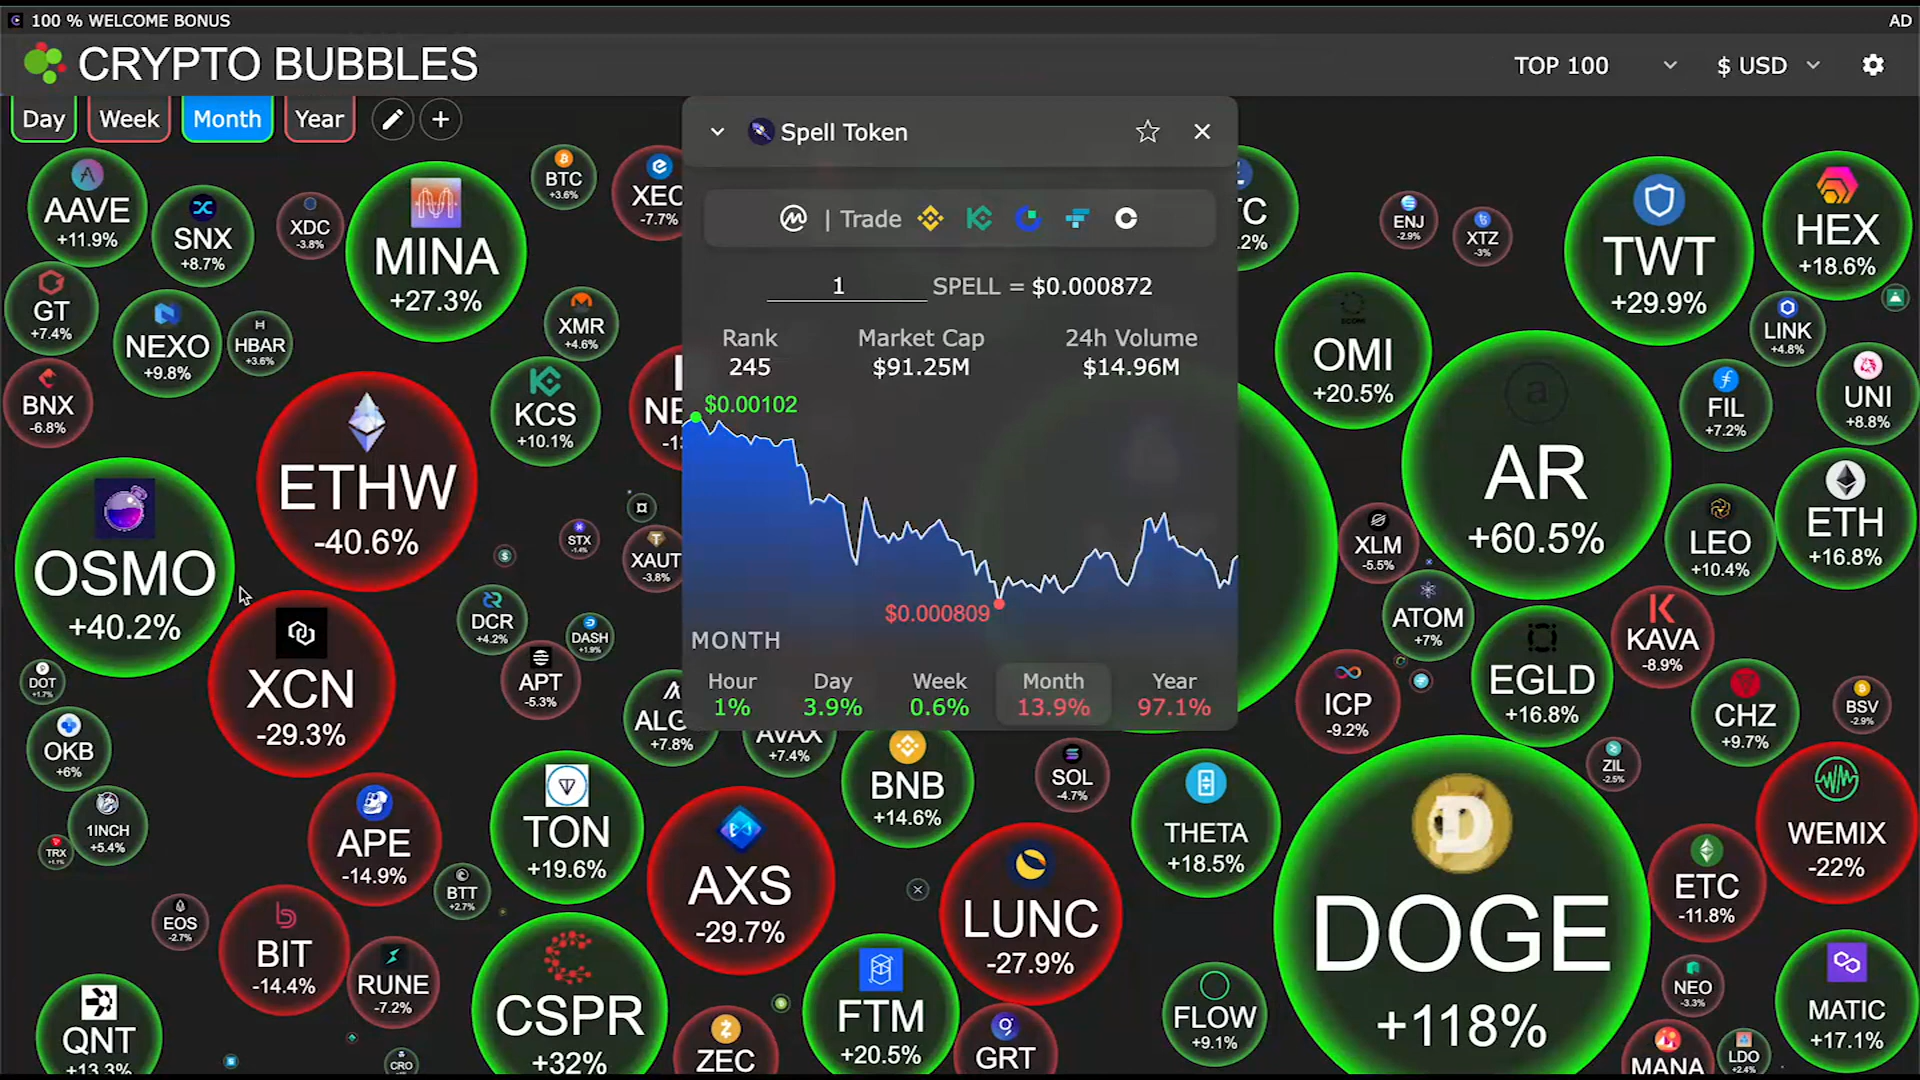 100 % WELCOME BONUS
AD
CRYPTO BUBBLES
TOP 100
$ USD
Day
Week
Month
Year
Spell Token
| Trade
1 SPELL = $0.000872
Rank
245
Market Cap
$91.25M
24h Volume
$14.96M
$0.00102
$0.000809
MONTH
Hour
1%
Day
3.9%
Week
0.6%
Month
13.9%
Year
97.1%
AAVE
+11.9%
SNX
+8.7%
XDC
-3.8%
MINA
+27.3%
BTC
+3.6%
XEC
-7.7%
GT
+7.4%
NEXO
+9.8%
HBAR
+3.6%
XMR
+4.6%
BNX
-6.8%
ETHW
-40.6%
KCS
+10.1%
OSMO
+40.2%
STX
-1.4%
XAUT
-3.8%
XCN
-29.3%
DCR
+4.2%
DASH
+1.9%
APT
-5.3%
DOT
+1.7%
OKB
+6%
ALG
+7.8%
AVAX
+7.4%
1INCH
+5.4%
TRX
+1.1%
APE
-14.9%
TON
+19.6%
BTT
+2.7%
AXS
-29.7%
BNB
+14.6%
SOL
-4.7%
EOS
-2.7%
BIT
-14.4%
RUNE
-7.2%
CSPR
+32%
QNT
+13.3%
CRO
ZEC
FTM
+20.5%
LUNC
-27.9%
GRT
THETA
+18.5%
FLOW
+9.1%
DOGE
+118%
ENJ
-2.9%
XTZ
-3%
TWT
+29.9%
HEX
+18.6%
OMI
+20.5%
LINK
+4.8%
AR
+60.5%
FIL
+7.2%
UNI
+8.8%
XLM
-5.5%
LEO
+10.4%
ETH
+16.8%
ATOM
+7%
EGLD
+16.8%
KAVA
-8.9%
ICP
-9.2%
CHZ
+9.7%
BSV
-2.9%
ZIL
-2.5%
WEMIX
-22%
ETC
-11.8%
NEO
-3.3%
MATIC
+17.1%
MANA
LDO
+2.4%